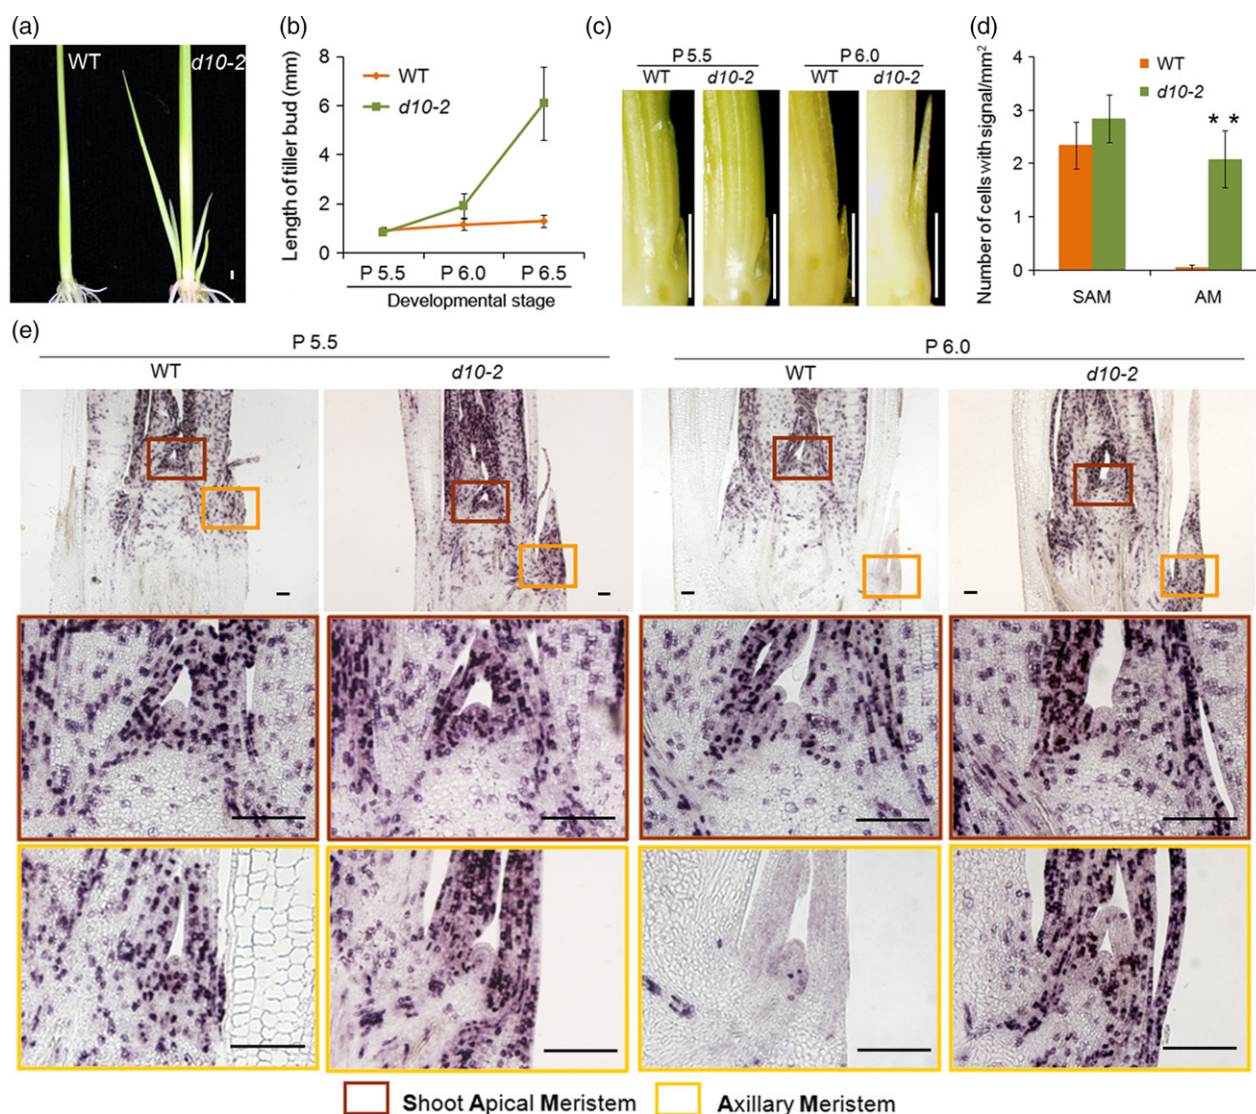 (a)
WT
d10-2
(b)
Length of tiller bud (mm)
8
6
4
2
0
WT
d10-2
P 5.5
P 6.0
P 6.5
Developmental stage
(c)
P 5.5
P 6.0
WT
d10-2
WT
d10-2
(d)
Number of cells with signal/mm²
4
3
2
1
0
WT
d10-2
* *
SAM
AM
(e)
P 5.5
P 6.0
WT
d10-2
WT
d10-2
Shoot Apical Meristem
Axillary Meristem